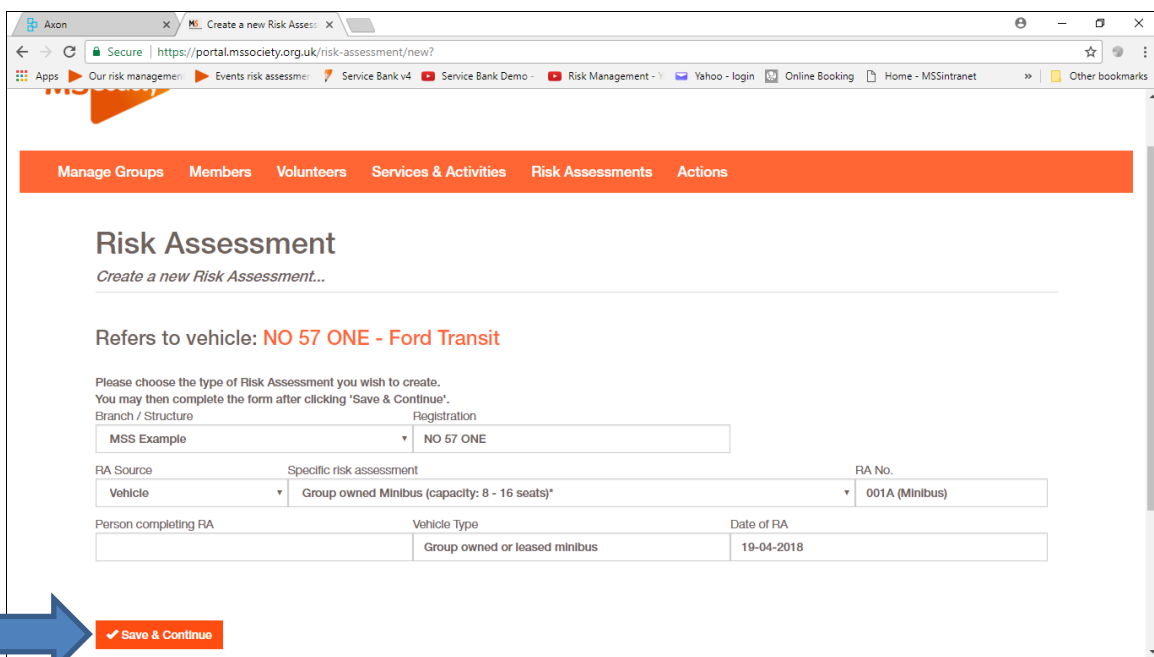 Axon
MS Create a new Risk Assess
Secure | https://portal.mssociety.org.uk/risk-assessment/new?
Apps Our risk management Events risk assessmen Service Bank v4 Service Bank Demo - Risk Management - Y Yahoo - login Online Booking Home - MSSintranet » Other bookmarks
Manage Groups Members Volunteers Services & Activities Risk Assessments Actions
Risk Assessment
Create a new Risk Assessment...
Refers to vehicle: NO 57 ONE - Ford Transit
Please choose the type of Risk Assessment you wish to create.
You may then complete the form after clicking 'Save & Continue'.
Branch / Structure Registration
MSS Example NO 57 ONE
RA Source Specific risk assessment RA No.
Vehicle Group owned Minibus (capacity: 8 - 16 seats)* 001A (Minibus)
Person completing RA Vehicle Type Date of RA
Group owned or leased minibus 19-04-2018
Save & Continue